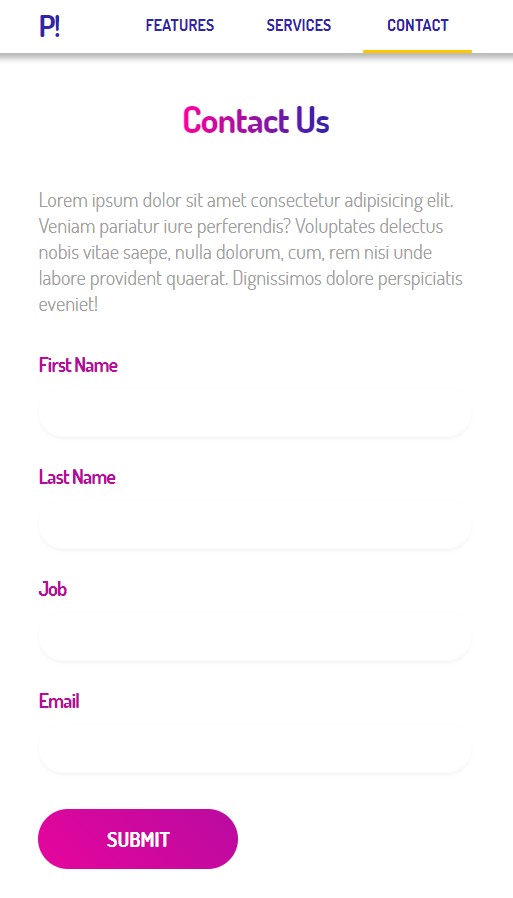 P! FEATURES SERVICES CONTACT
Contact Us
Lorem ipsum dolor sit amet consectetur adipisicing elit.
Veniam pariatur iure perferendis? Voluptates delectus
nobis vitae saepe, nulla dolorum, cum, rem nisi unde
labore provident quaerat. Dignissimos dolore perspiciatis
eveniet!
First Name
Last Name
Job
Email
SUBMIT